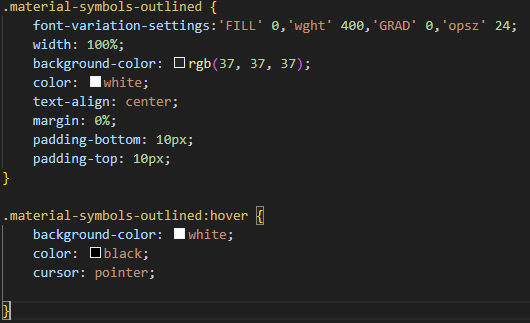 .material-symbols-outlined {
    font-variation-settings:'FILL' 0,'wght' 400,'GRAD' 0,'opsz' 24;
    width: 100%;
    background-color: rgb(37, 37, 37);
    color: white;
    text-align: center;
    margin: 0%;
    padding-bottom: 10px;
    padding-top: 10px;
}

.material-symbols-outlined:hover {
    background-color: white;
    color: black;
    cursor: pointer;

}